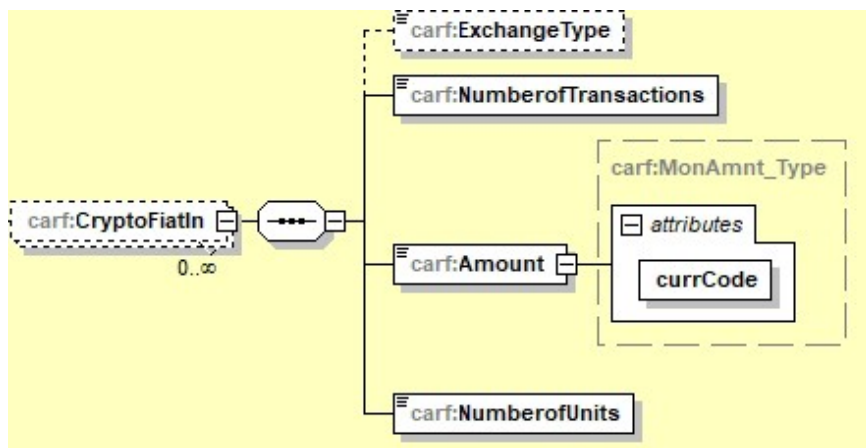 carf:ExchangeType
carf:NumberofTransactions
carf:MonAmnt_Type
attributes
carf:CryptoFiatIn
0..∞
carf:Amount
currCode
carf:NumberofUnits